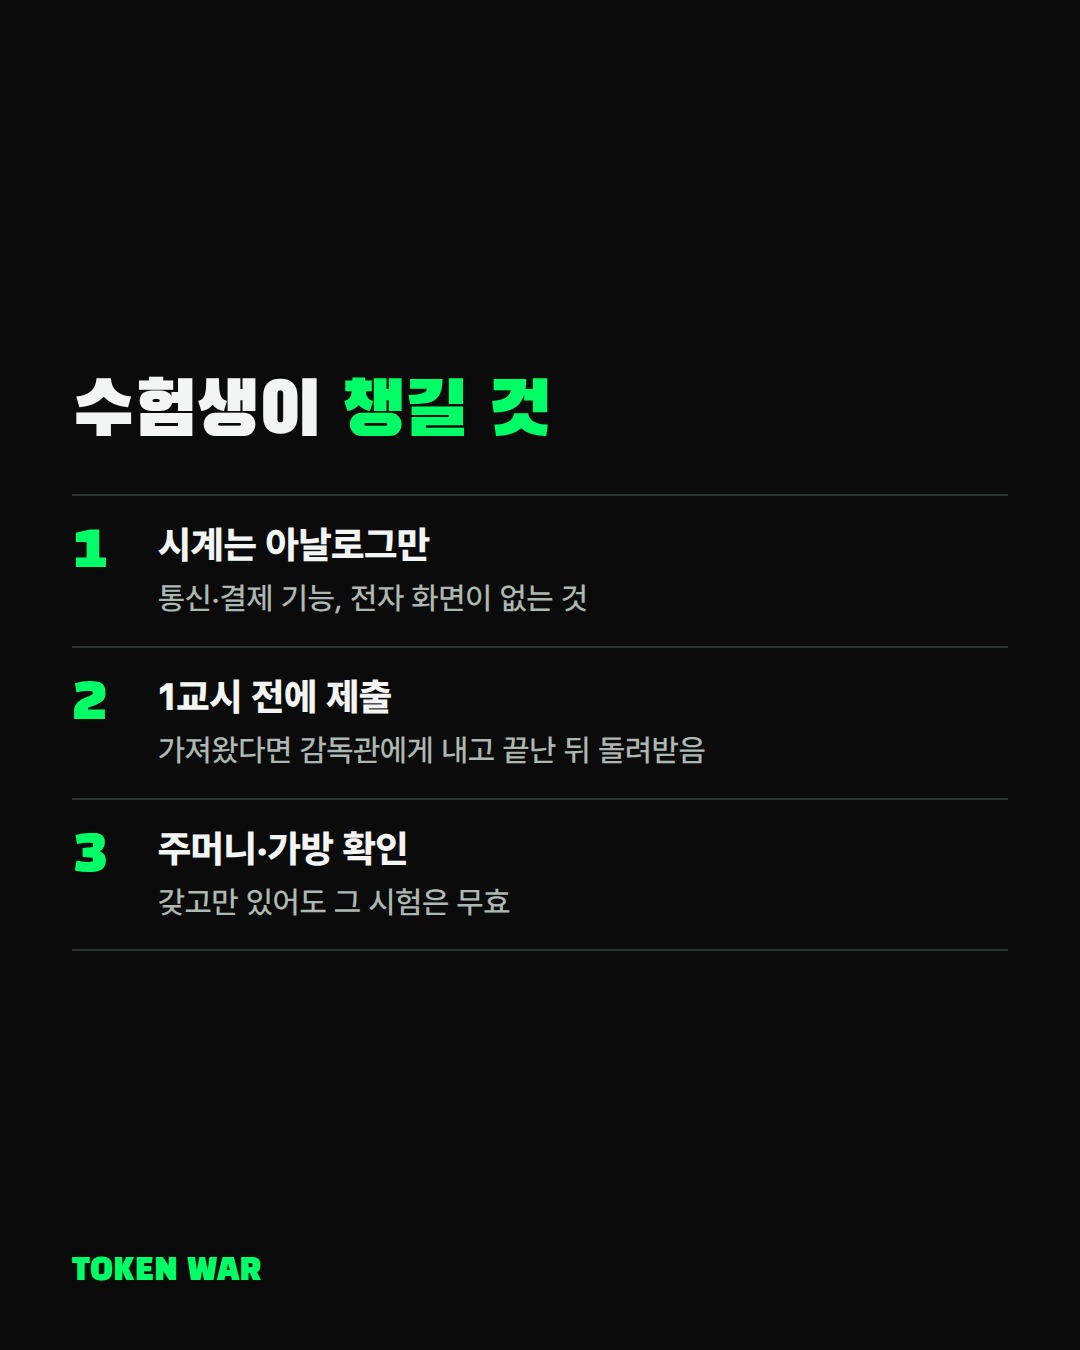 수험생이 챙길 것
1
시계는 아날로그만
통신·결제 기능, 전자 화면이 없는 것
2
1교시 전에 제출
가져왔다면 감독관에게 내고 끝난 뒤 돌려받음
3
주머니·가방 확인
갖고만 있어도 그 시험은 무효
TOKEN WAR